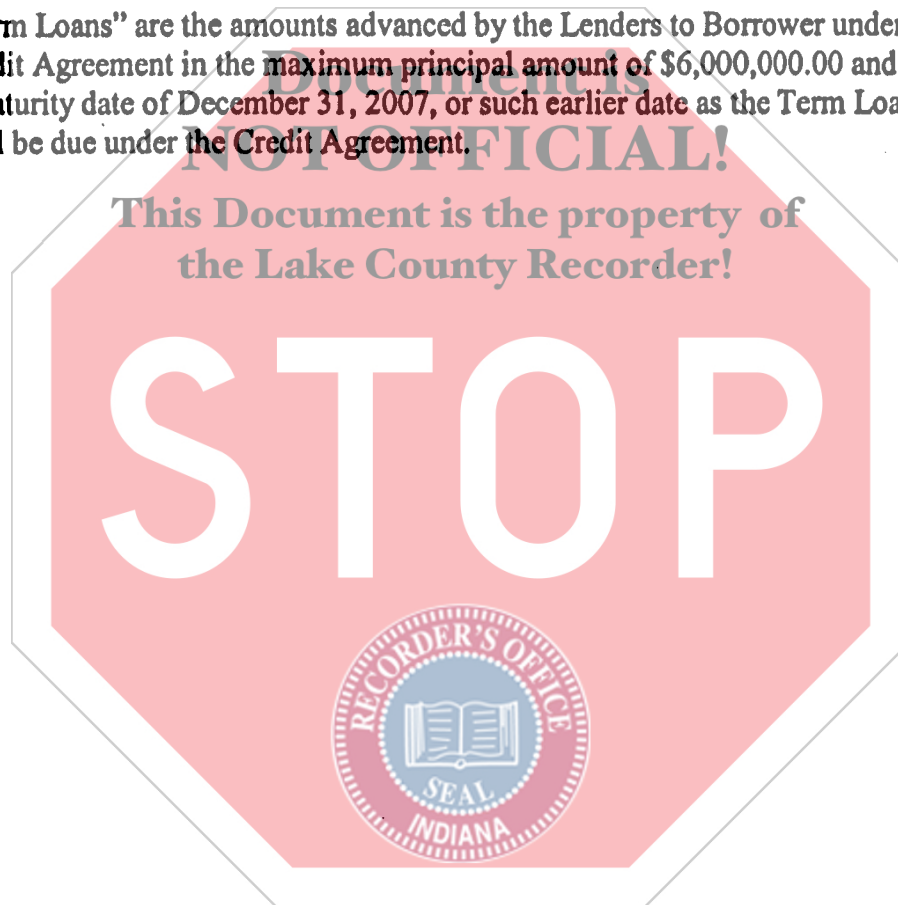 rm Loans” are the amounts advanced by the Lenders to Borrower under
lit Agreement in the maximum principal amount of $6,000,000.00 and
aturity date of December 31, 2007, or such earlier date as the Term Loa
l be due under the Credit Agreement.
Document is
NOT OFFICIAL!
This Document is the property of
the Lake County Recorder!
STOP
RECORDER'S OFFICE
SEAL
INDIANA